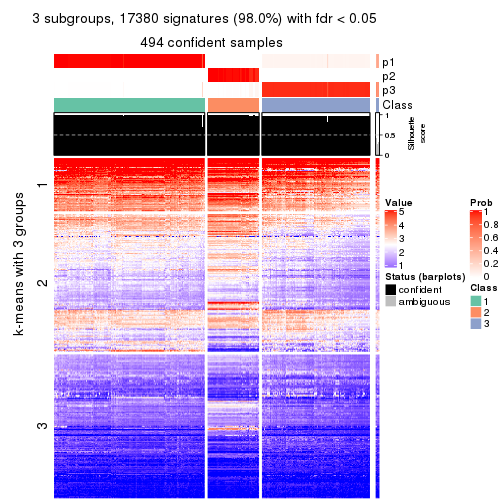 3 subgroups, 17380 signatures (98.0%) with fdr < 0.05
494 confident samples
p1
p2
p3
Class
1
0.5
0
Silhouette
score
k-means with 3 groups
1
2
3
Value
5
4
3
2
1
Status (barplots)
confident
ambiguous
Prob
1
0.8
0.6
0.4
0.2
0
Class
1
2
3